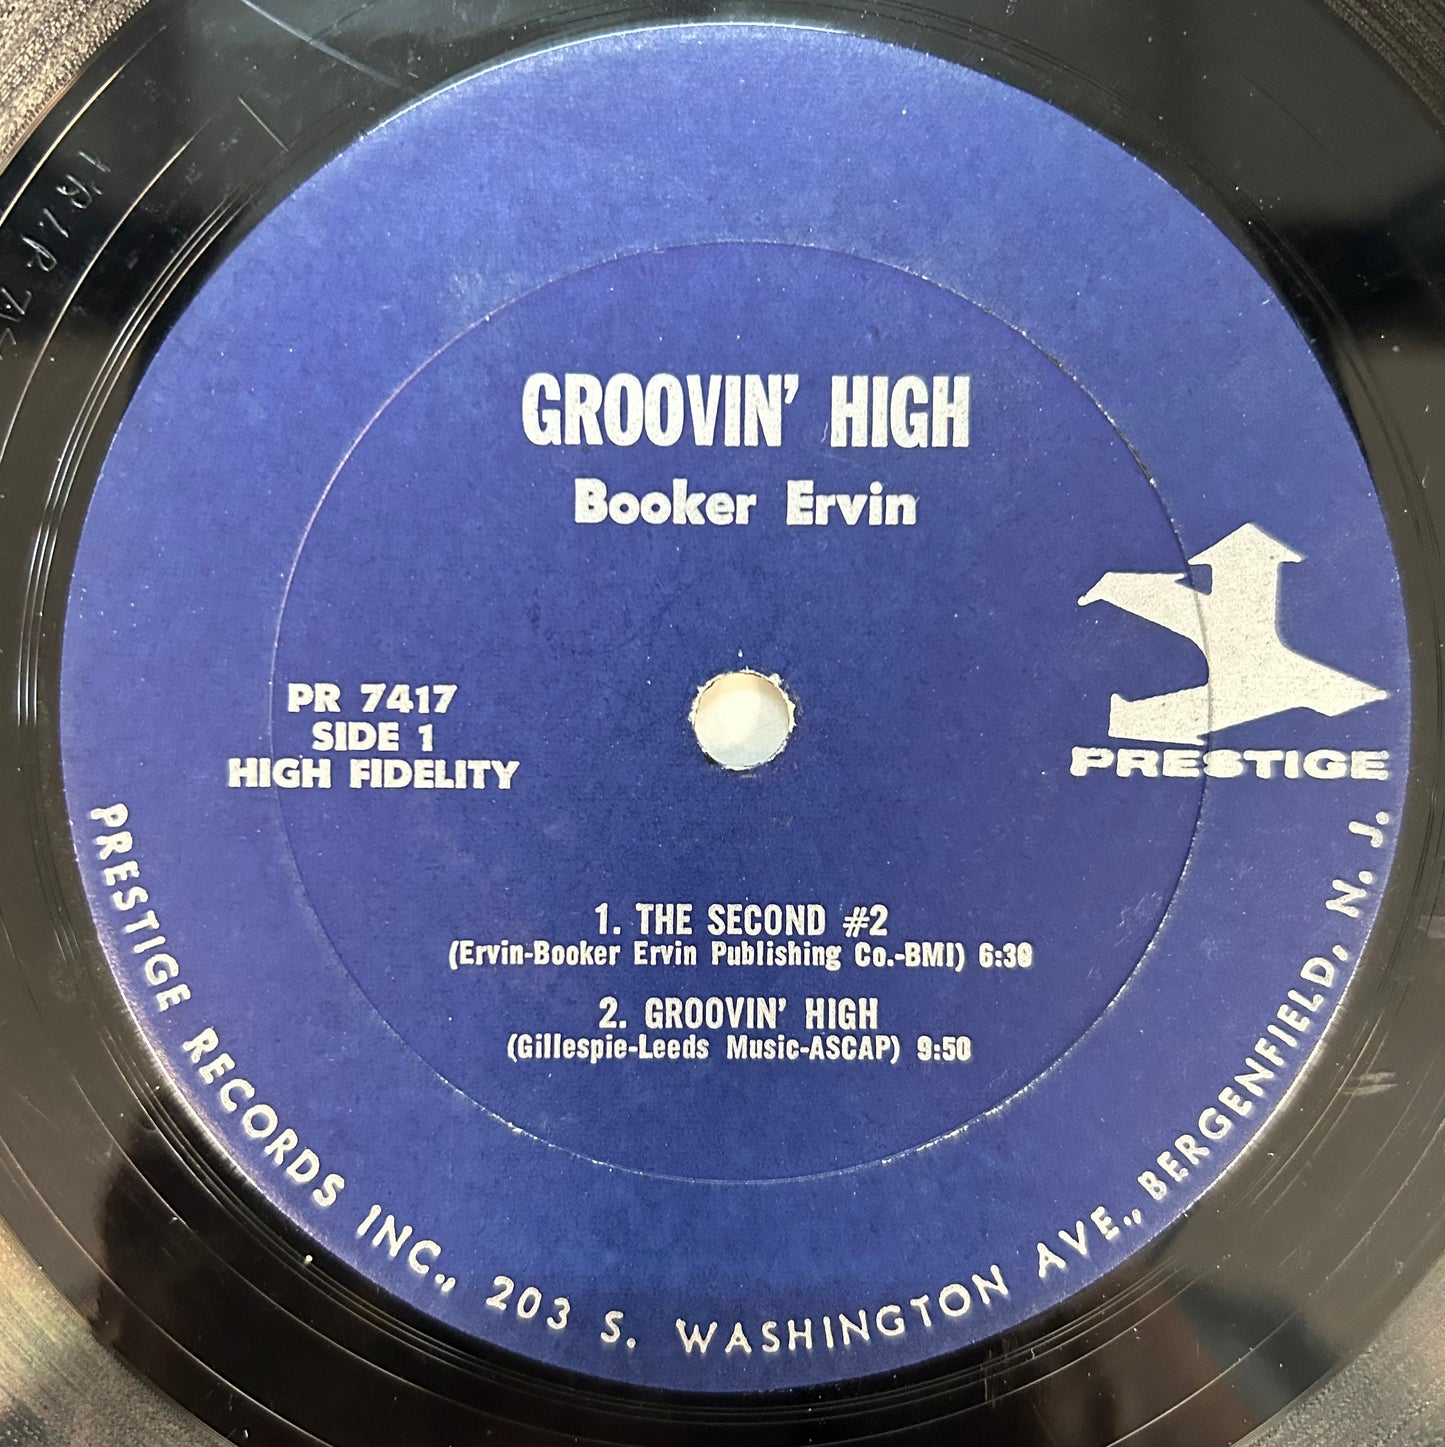 GROOVIN' HIGH
Booker Ervin
PR 7417
SIDE 1
HIGH FIDELITY
PRESTIGE
1. THE SECOND #2
(Ervin-Booker Ervin Publishing Co.-BMI) 6:30
2. GROOVIN' HIGH
(Gillespie-Leeds Music-ASCAP) 9:50
PRESTIGE RECORDS INC., 203 S. WASHINGTON AVE., BERGENFIELD, N. J.